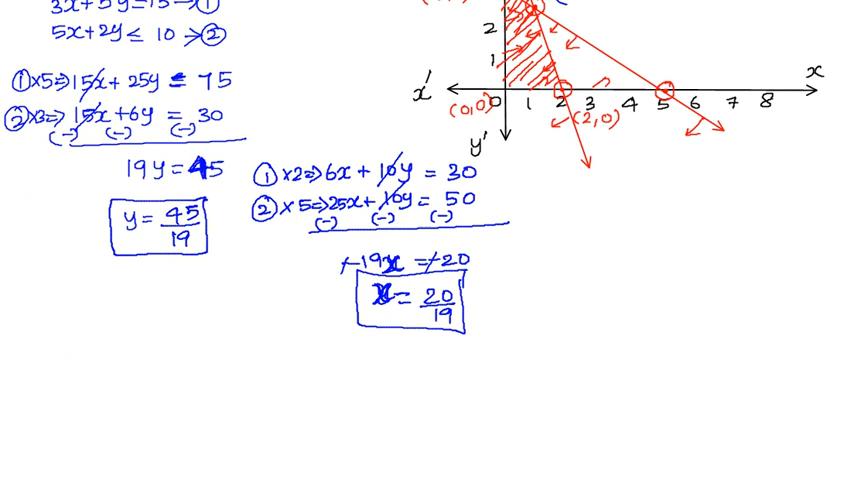 3x+5y=15→①
5x+2y≤ 10 →②
①×5⇒15x+25y = 75
②×3⇒15x+6y = 30
(-) (-) (-)
19y=45
y= 45/19
①×2⇒6x+10y = 30
②×5⇒25x+10y = 50
(-) (-) (-)
-19x = -20
x= 20/19
2
1
x' 0 1 2 3 4 5 6 7 8 x
(0,0) (2,0)
y'